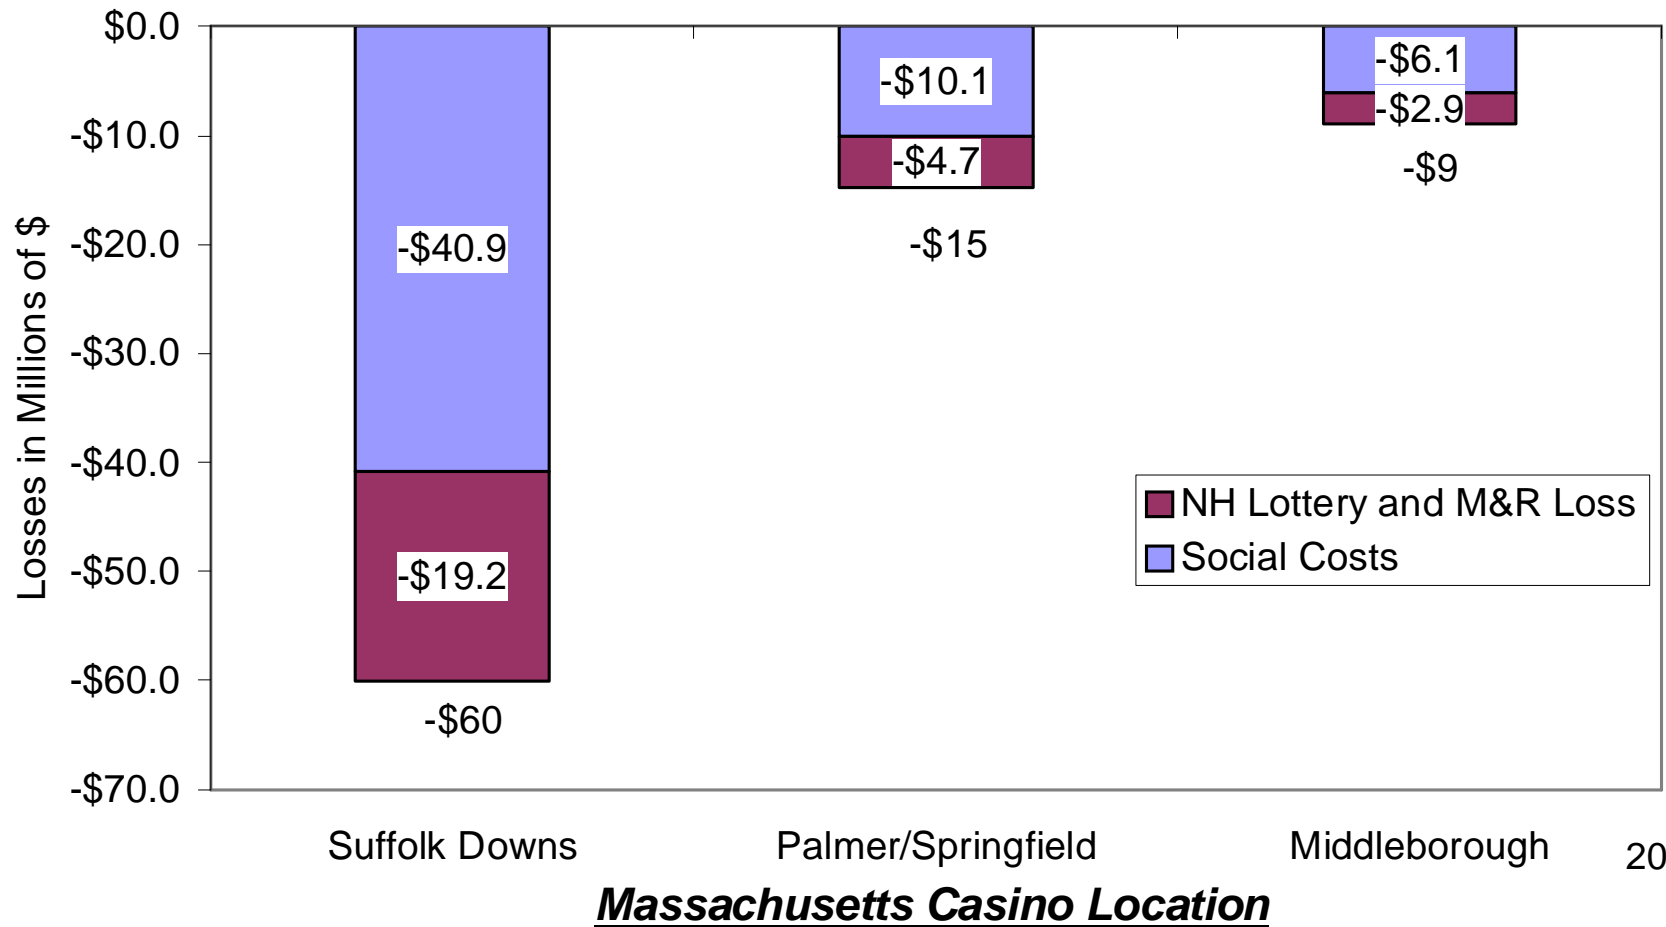 $0.0
-$10.0
-$20.0
-$30.0
-$40.0
-$50.0
-$60.0
-$70.0
Losses in Millions of $
-$40.9
-$19.2
-$60
-$10.1
-$4.7
-$15
-$6.1
-$2.9
-$9
NH Lottery and M&R Loss
Social Costs
Suffolk Downs
Palmer/Springfield
Middleborough
20
Massachusetts Casino Location